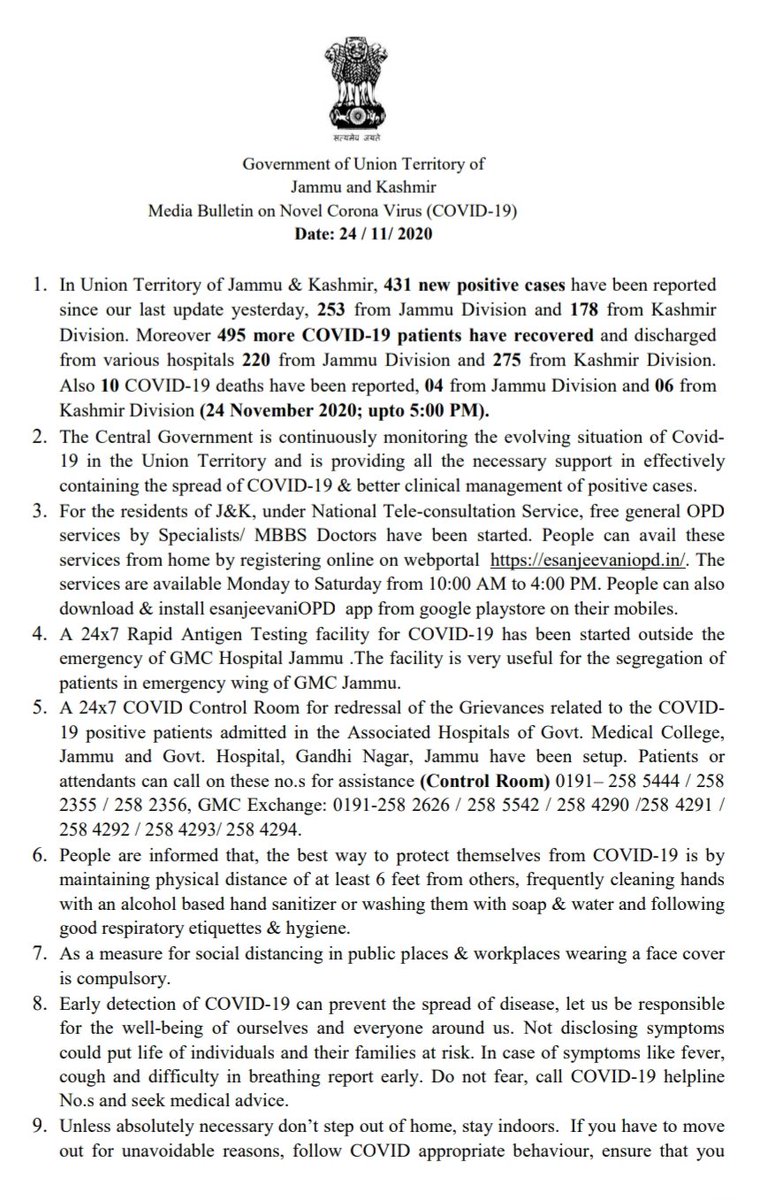 सत्यमेव जयते
Government of Union Territory of
Jammu and Kashmir
Media Bulletin on Novel Corona Virus (COVID-19)
Date: 24 / 11/ 2020
1. In Union Territory of Jammu & Kashmir, 431 new positive cases have been reported
since our last update yesterday, 253 from Jammu Division and 178 from Kashmir
Division. Moreover 495 more COVID-19 patients have recovered and discharged
from various hospitals 220 from Jammu Division and 275 from Kashmir Division.
Also 10 COVID-19 deaths have been reported, 04 from Jammu Division and 06 from
Kashmir Division (24 November 2020; upto 5:00 PM).
2. The Central Government is continuously monitoring the evolving situation of Covid-
19 in the Union Territory and is providing all the necessary support in effectively
containing the spread of COVID-19 & better clinical management of positive cases.
3. For the residents of J&K, under National Tele-consultation Service, free general OPD
services by Specialists/ MBBS Doctors have been started. People can avail these
services from home by registering online on webportal https://esanjeevaniopd.in/. The
services are available Monday to Saturday from 10:00 AM to 4:00 PM. People can also
download & install esanjeevaniOPD app from google playstore on their mobiles.
4. A 24x7 Rapid Antigen Testing facility for COVID-19 has been started outside the
emergency of GMC Hospital Jammu .The facility is very useful for the segregation of
patients in emergency wing of GMC Jammu.
5. A 24x7 COVID Control Room for redressal of the Grievances related to the COVID-
19 positive patients admitted in the Associated Hospitals of Govt. Medical College,
Jammu and Govt. Hospital, Gandhi Nagar, Jammu have been setup. Patients or
attendants can call on these no.s for assistance (Control Room) 0191– 258 5444 / 258
2355 / 258 2356, GMC Exchange: 0191-258 2626 / 258 5542 / 258 4290 /258 4291 /
258 4292 / 258 4293/ 258 4294.
6. People are informed that, the best way to protect themselves from COVID-19 is by
maintaining physical distance of at least 6 feet from others, frequently cleaning hands
with an alcohol based hand sanitizer or washing them with soap & water and following
good respiratory etiquettes & hygiene.
7. As a measure for social distancing in public places & workplaces wearing a face cover
is compulsory.
8. Early detection of COVID-19 can prevent the spread of disease, let us be responsible
for the well-being of ourselves and everyone around us. Not disclosing symptoms
could put life of individuals and their families at risk. In case of symptoms like fever,
cough and difficulty in breathing report early. Do not fear, call COVID-19 helpline
No.s and seek medical advice.
9. Unless absolutely necessary don’t step out of home, stay indoors. If you have to move
out for unavoidable reasons, follow COVID appropriate behaviour, ensure that you